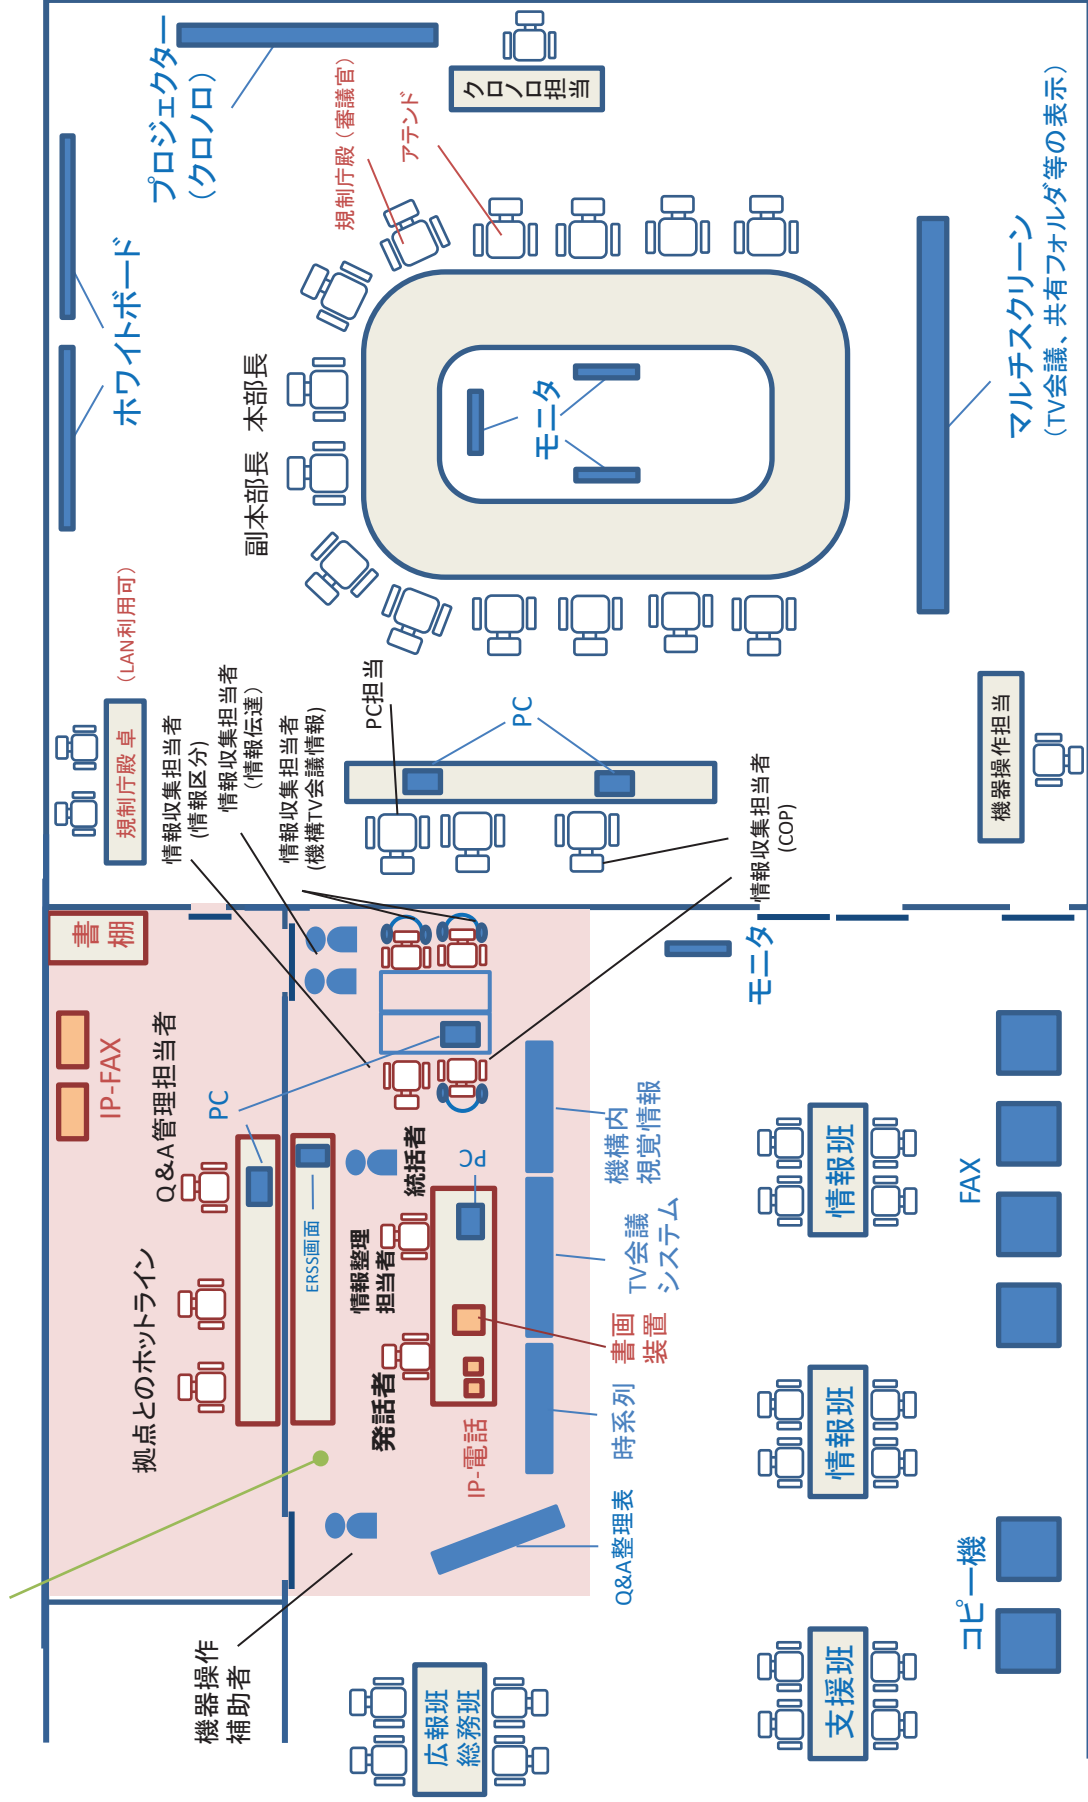 プロジェクター
（クロノロ）
ホワイトボード
規制庁殿（審議官）
アテンド
クロノロ担当
本部長
副本部長
モニタ
マルチスクリーン
（TV会議、共有フォルダ等の表示）
（LAN利用可）
規制庁殿 卓
情報収集担当者
（情報区分）
情報収集担当者
（情報伝達）
情報収集担当者
（機構TV会議情報）
PC担当
PC
情報収集担当者
（COP）
機器操作担当
書棚
IP-FAX
Q&A管理担当者
PC
拠点とのホットライン
ERSS画面
統括者
情報整理
担当者
発話者
PC
IP-電話
書画
装置
機構内
視覚情報
TV会議
システム
時系列
Q&A整理表
モニタ
機器操作
補助者
広報班
総務班
情報班
情報班
支援班
FAX
コピー機